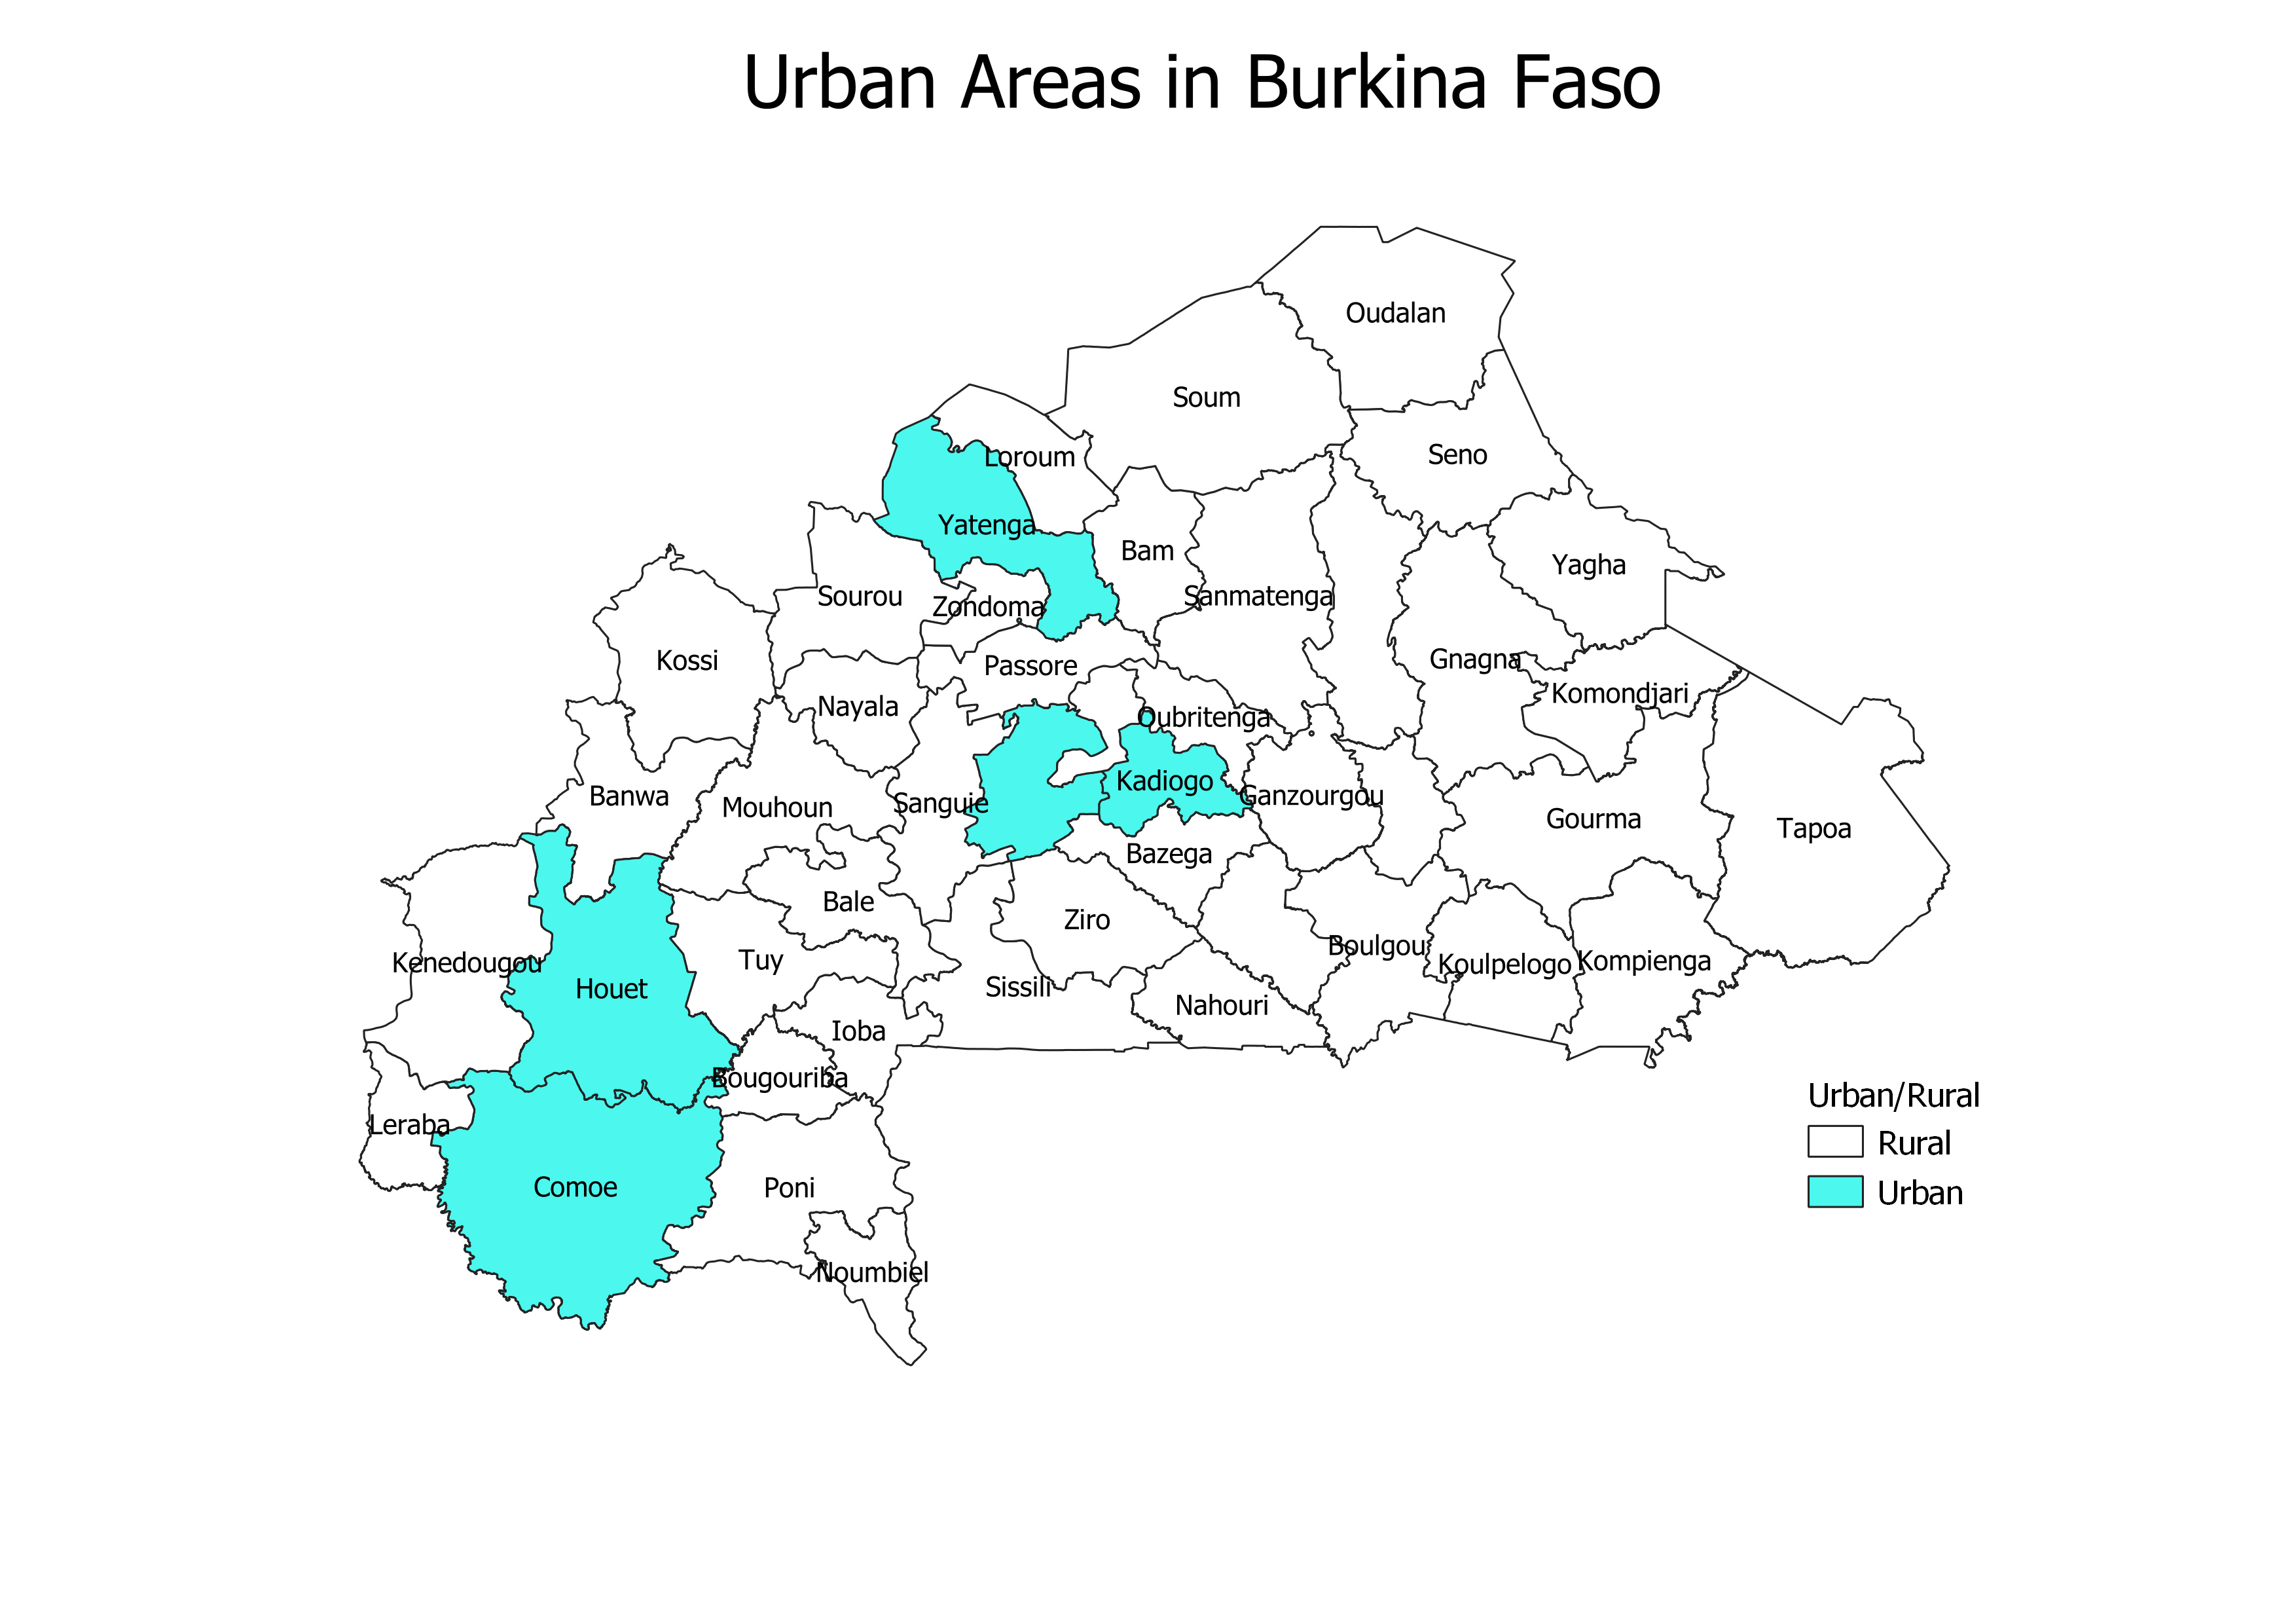 Urban Areas in Burkina Faso
Oudalan
Soum
Seno
Loroum
Yatenga
Bam
Yagha
Sourou
Zondoma
Sanmatenga
Kossi
Passore
Gnagna
Komondjari
Nayala
Oubritenga
Kadiogo
Banwa
Mouhoun
Sanguie
Ganzourgou
Gourma
Tapoa
Bazega
Bale
Ziro
Boulgou
Tuy
Kenedougou
Koulpelogo
Kompienga
Houet
Sissili
Nahouri
Ioba
Bougouriba
Leraba
Comoe
Poni
Noumbiel
Urban/Rural
Rural
Urban